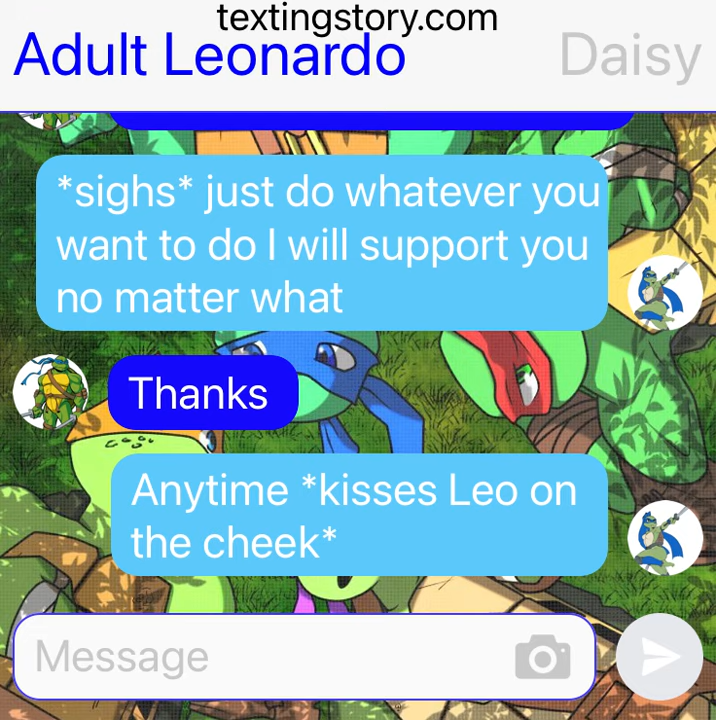 textingstory.com
Adult Leonardo
Daisy
*sighs* just do whatever you
want to do I will support you
no matter what
Thanks
Anytime *kisses Leo on
the cheek*
Message